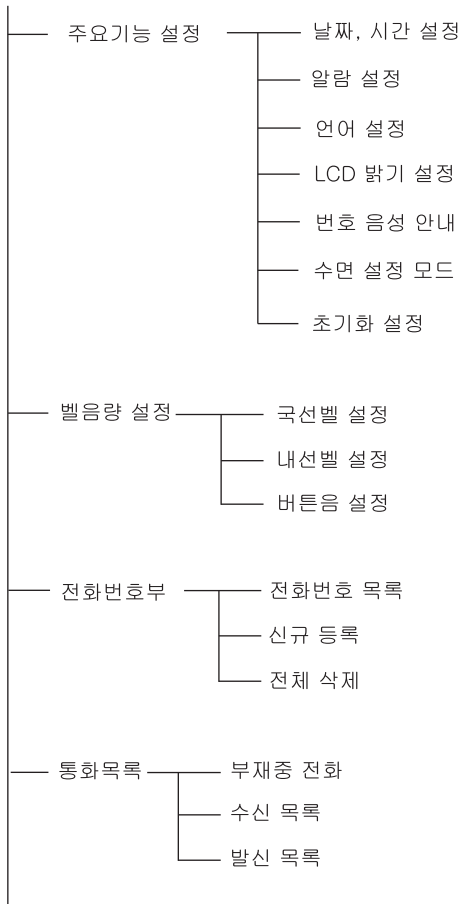 주요기능 설정
날짜, 시간 설정
알람 설정
언어 설정
LCD 밝기 설정
번호 음성 안내
수면 설정 모드
초기화 설정
벨음량 설정
국선벨 설정
내선벨 설정
버튼음 설정
전화번호부
전화번호 목록
신규 등록
전체 삭제
통화목록
부재중 전화
수신 목록
발신 목록